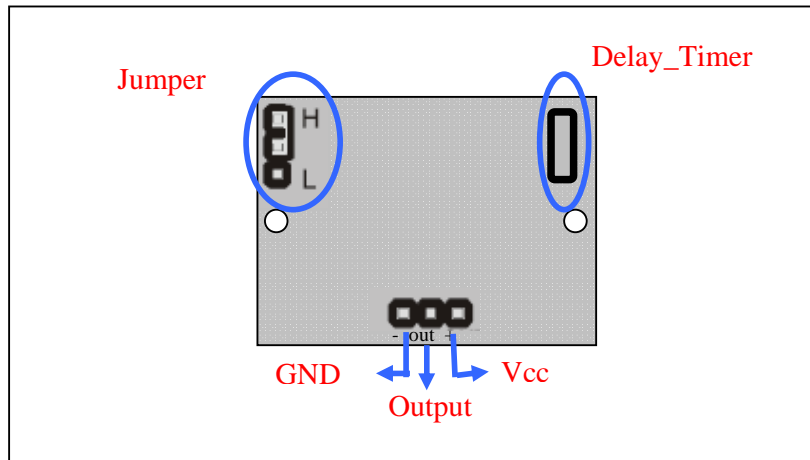 Delay_Timer
Jumper
H
L
- out +
GND
Vcc
Output